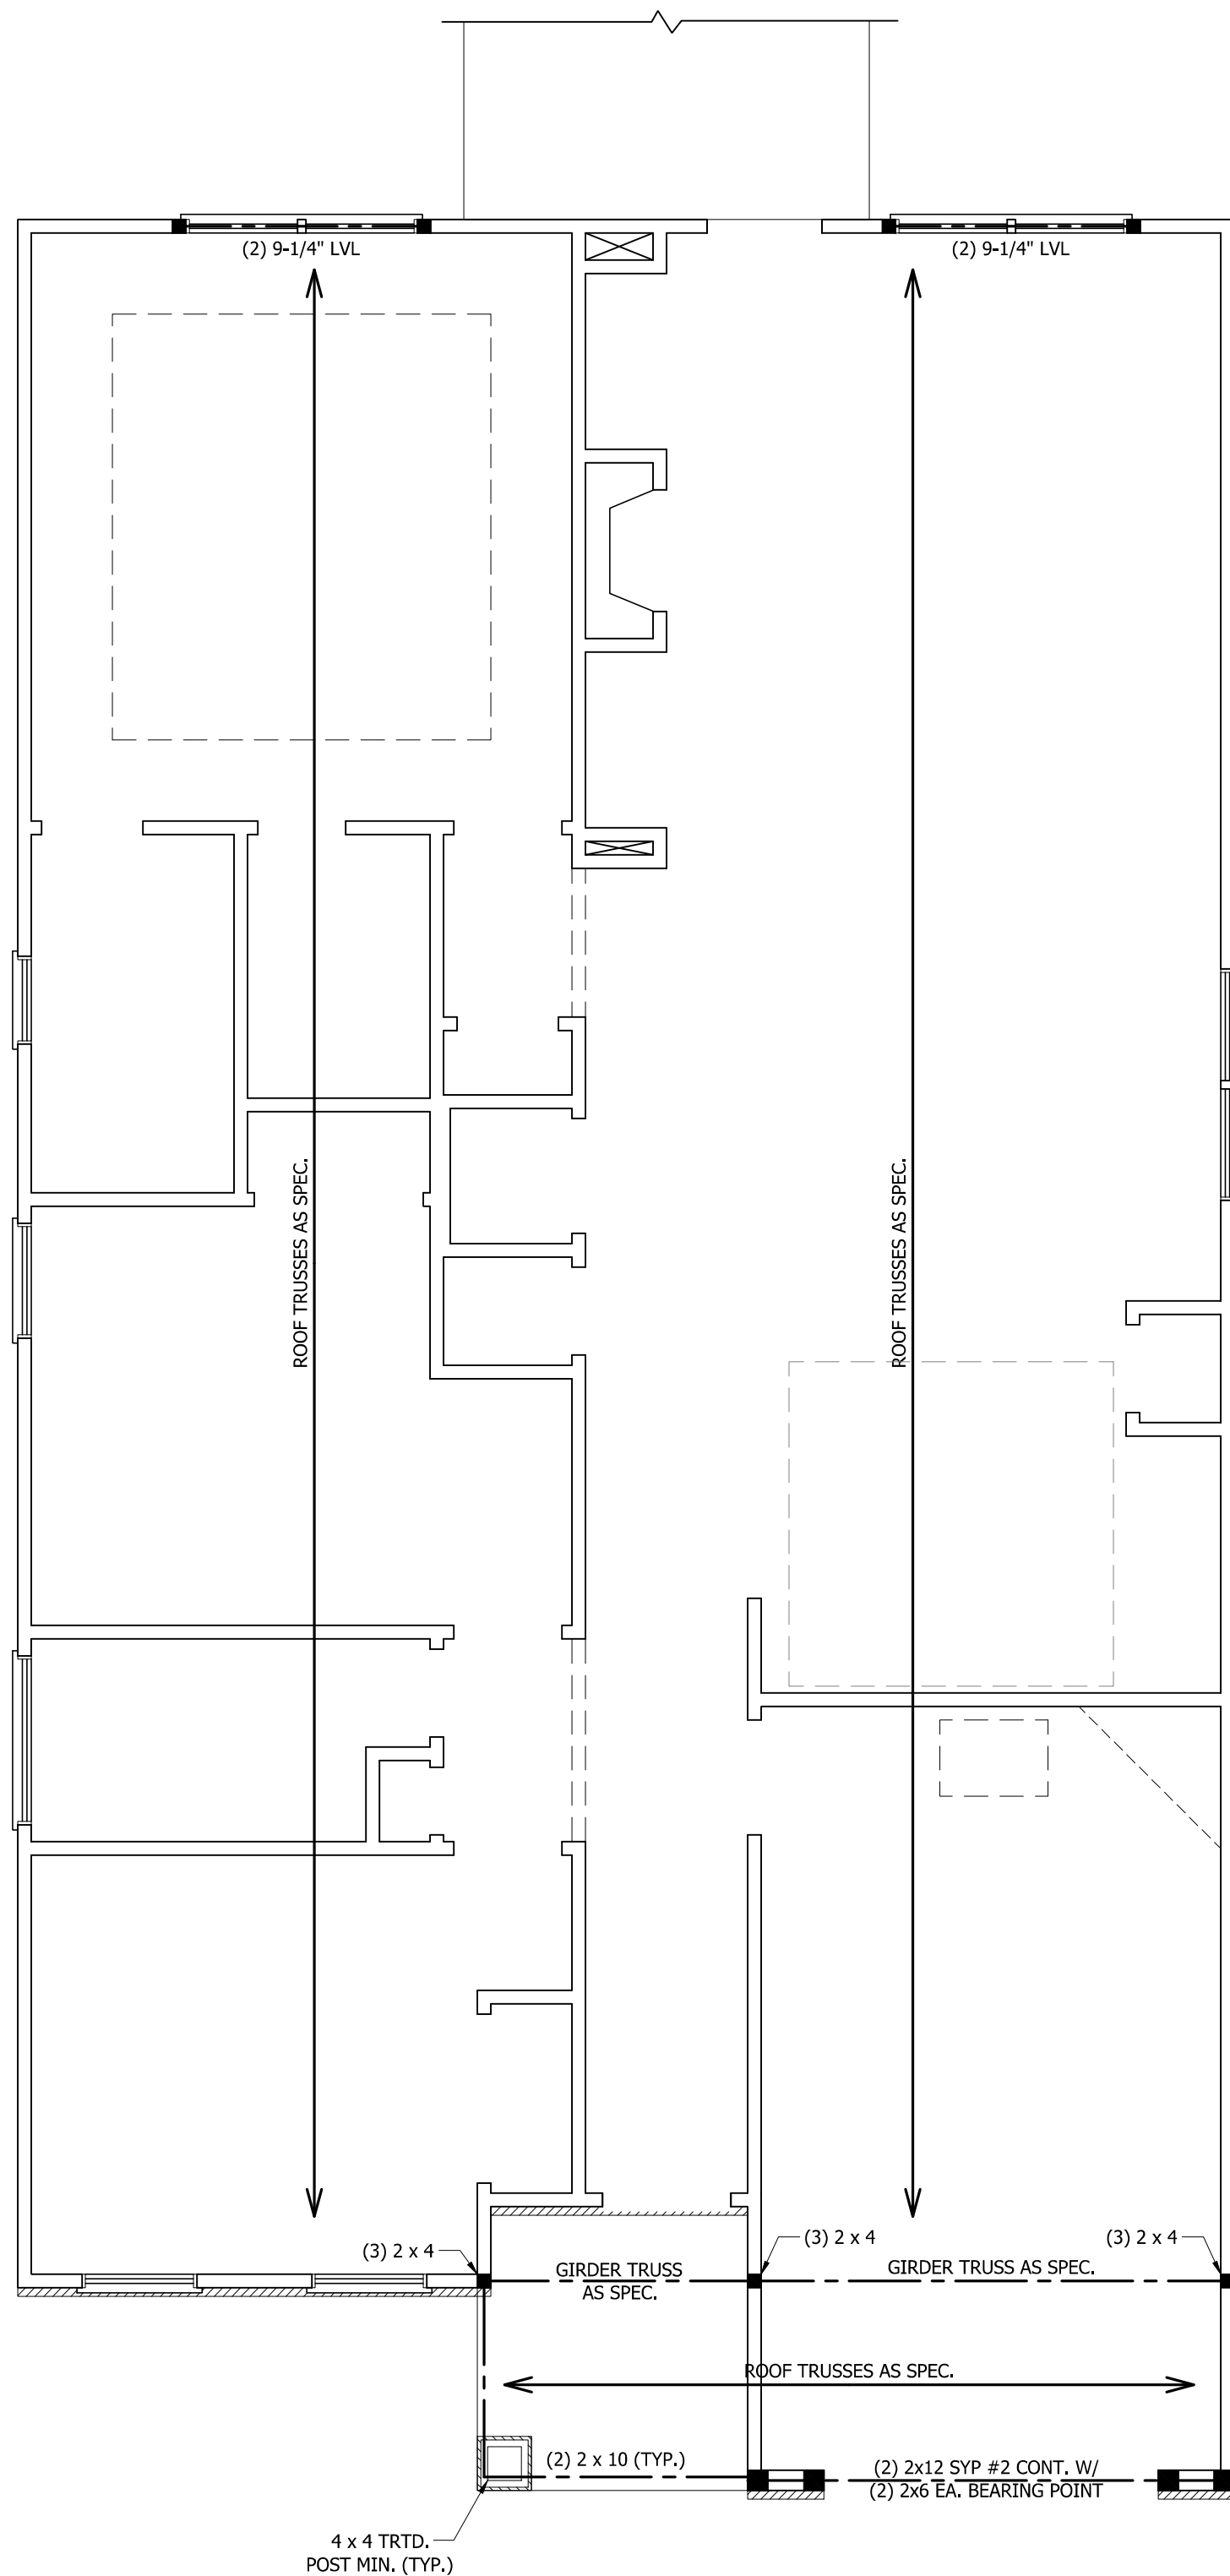 (2) 9-1/4" LVL
(2) 9-1/4" LVL
ROOF TRUSSES AS SPEC.
ROOF TRUSSES AS SPEC.
(3) 2 x 4
(3) 2 x 4
(3) 2 x 4
GIRDER TRUSS
AS SPEC.
GIRDER TRUSS AS SPEC.
ROOF TRUSSES AS SPEC.
(2) 2 x 10 (TYP.)
(2) 2x12 SYP #2 CONT. W/
(2) 2x6 EA. BEARING POINT
4 x 4 TRTD.
POST MIN. (TYP.)